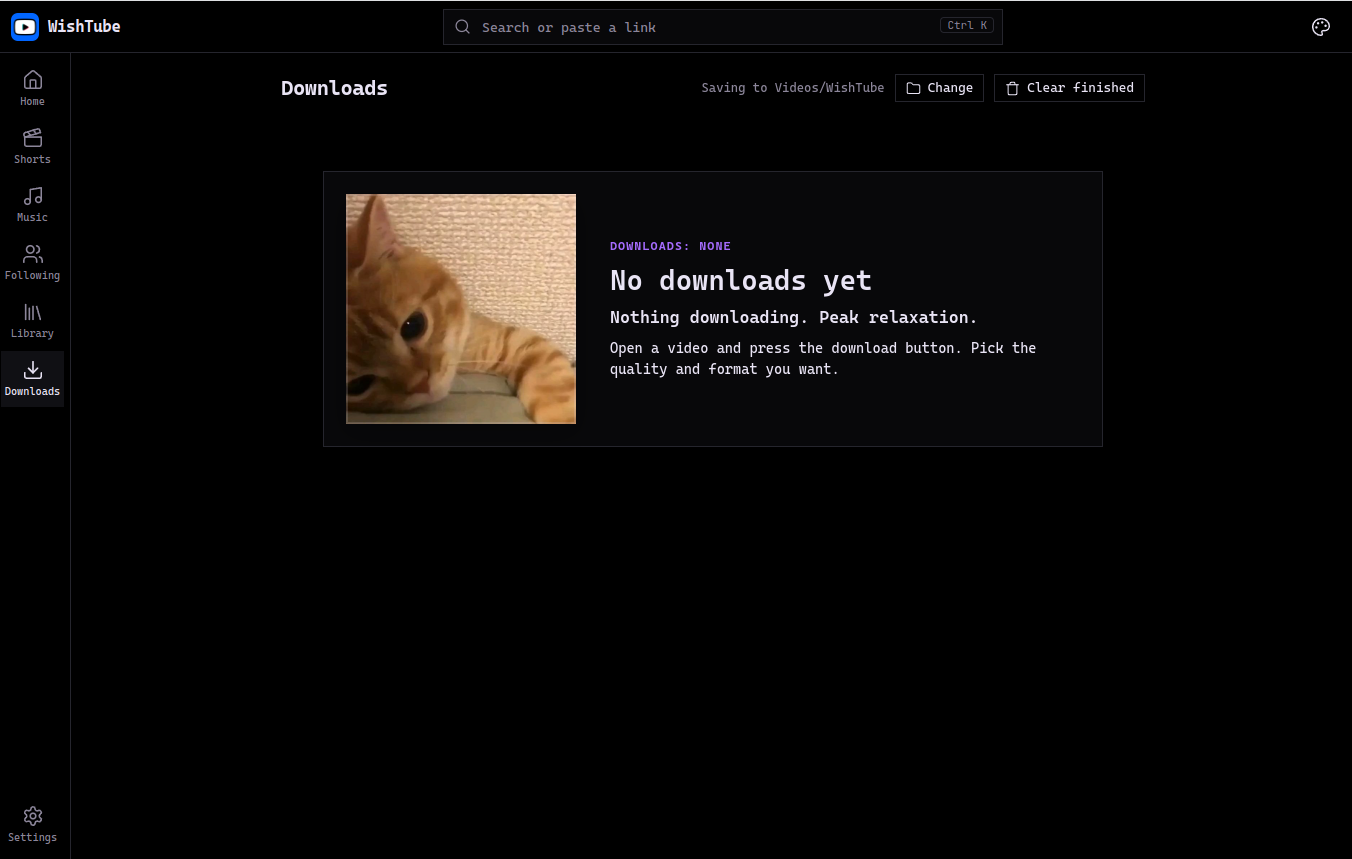 WishTube
Search or paste a link
Ctrl K
Home
Shorts
Music
Following
Library
Downloads
Settings
Downloads
Saving to Videos/WishTube
Change
Clear finished
DOWNLOADS: NONE
No downloads yet
Nothing downloading. Peak relaxation.
Open a video and press the download button. Pick the
quality and format you want.